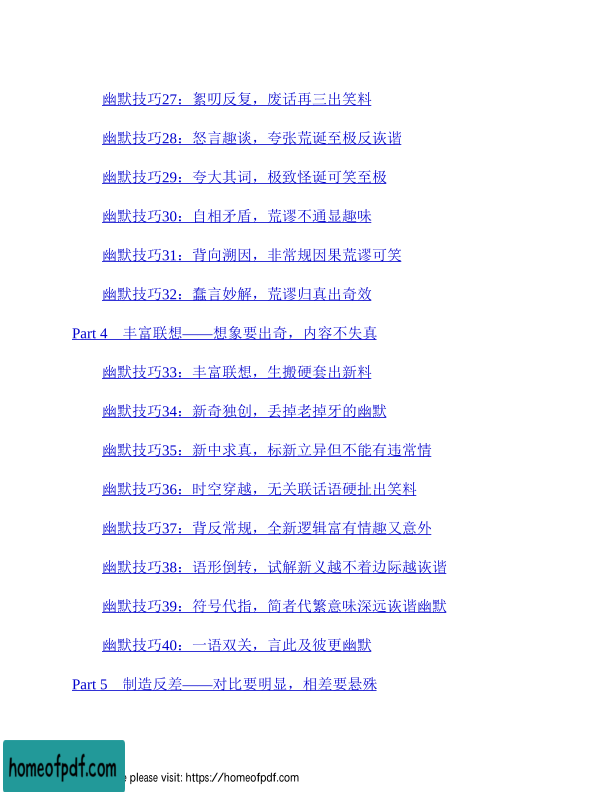 幽默技巧27：絮叨反复，废话再三出笑料
幽默技巧28：怒言趣谈，夸张荒诞至极反诙谐
幽默技巧29：夸大其词，极致怪诞可笑至极
幽默技巧30：自相矛盾，荒谬不通显趣味
幽默技巧31：背向溯因，非常规因果荒谬可笑
幽默技巧32：蠢言妙解，荒谬归真出奇效
Part 4　丰富联想——想象要出奇，内容不失真
幽默技巧33：丰富联想，生搬硬套出新料
幽默技巧34：新奇独创，丢掉老掉牙的幽默
幽默技巧35：新中求真，标新立异但不能有违常情
幽默技巧36：时空穿越，无关联话语硬扯出笑料
幽默技巧37：背反常规，全新逻辑富有情趣又意外
幽默技巧38：语形倒转，试解新义越不着边际越诙谐
幽默技巧39：符号代指，简者代繁意味深远诙谐幽默
幽默技巧40：一语双关，言此及彼更幽默
Part 5　制造反差——对比要明显，相差要悬殊
homeofpdf.com
please visit: https://homeofpdf.com